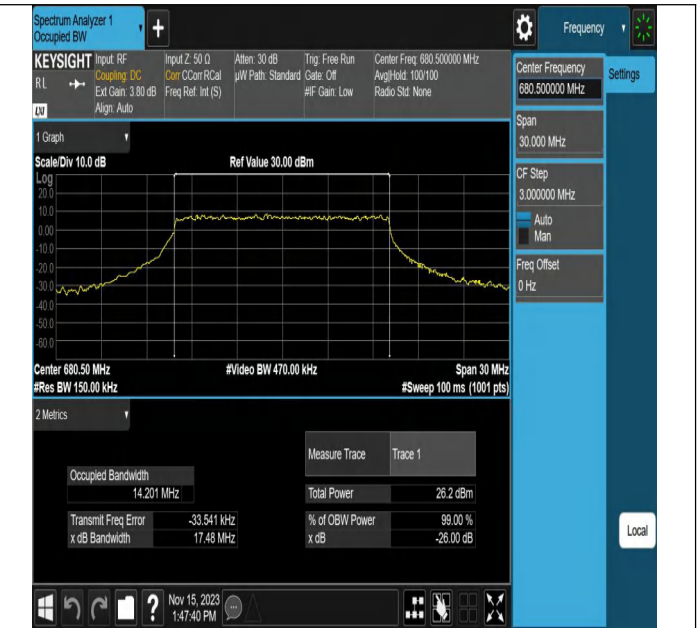 Spectrum Analyzer 1
Occupied BW
+
Frequency
KEYSIGHT
RL
LXI
Input: RF
Coupling: DC
Ext Gain: 3.80 dB
Align: Auto
Input Z: 50 Ω
Corr CCorr RCal
Freq Ref: Int (S)
Atten: 30 dB
µW Path: Standard
Trig: Free Run
Gate: Off
#IF Gain: Low
Center Freq: 680.500000 MHz
Avg|Hold: 100/100
Radio Std: None
Center Frequency
680.500000 MHz
Settings
Span
30.000 MHz
CF Step
3.000000 MHz
Auto
Man
Freq Offset
0 Hz
1 Graph
Scale/Div 10.0 dB
Ref Value 30.00 dBm
Log
20.0
10.0
0.00
-10.0
-20.0
-30.0
-40.0
-50.0
-60.0
Center 680.50 MHz
#Video BW 470.00 kHz
Span 30 MHz
#Res BW 150.00 kHz
#Sweep 100 ms (1001 pts)
2 Metrics
Measure Trace
Trace 1
Occupied Bandwidth
14.201 MHz
Total Power
26.2 dBm
Transmit Freq Error
-33.541 kHz
% of OBW Power
99.00 %
x dB Bandwidth
17.48 MHz
x dB
-26.00 dB
Local
?
Nov 15, 2023
1:47:40 PM